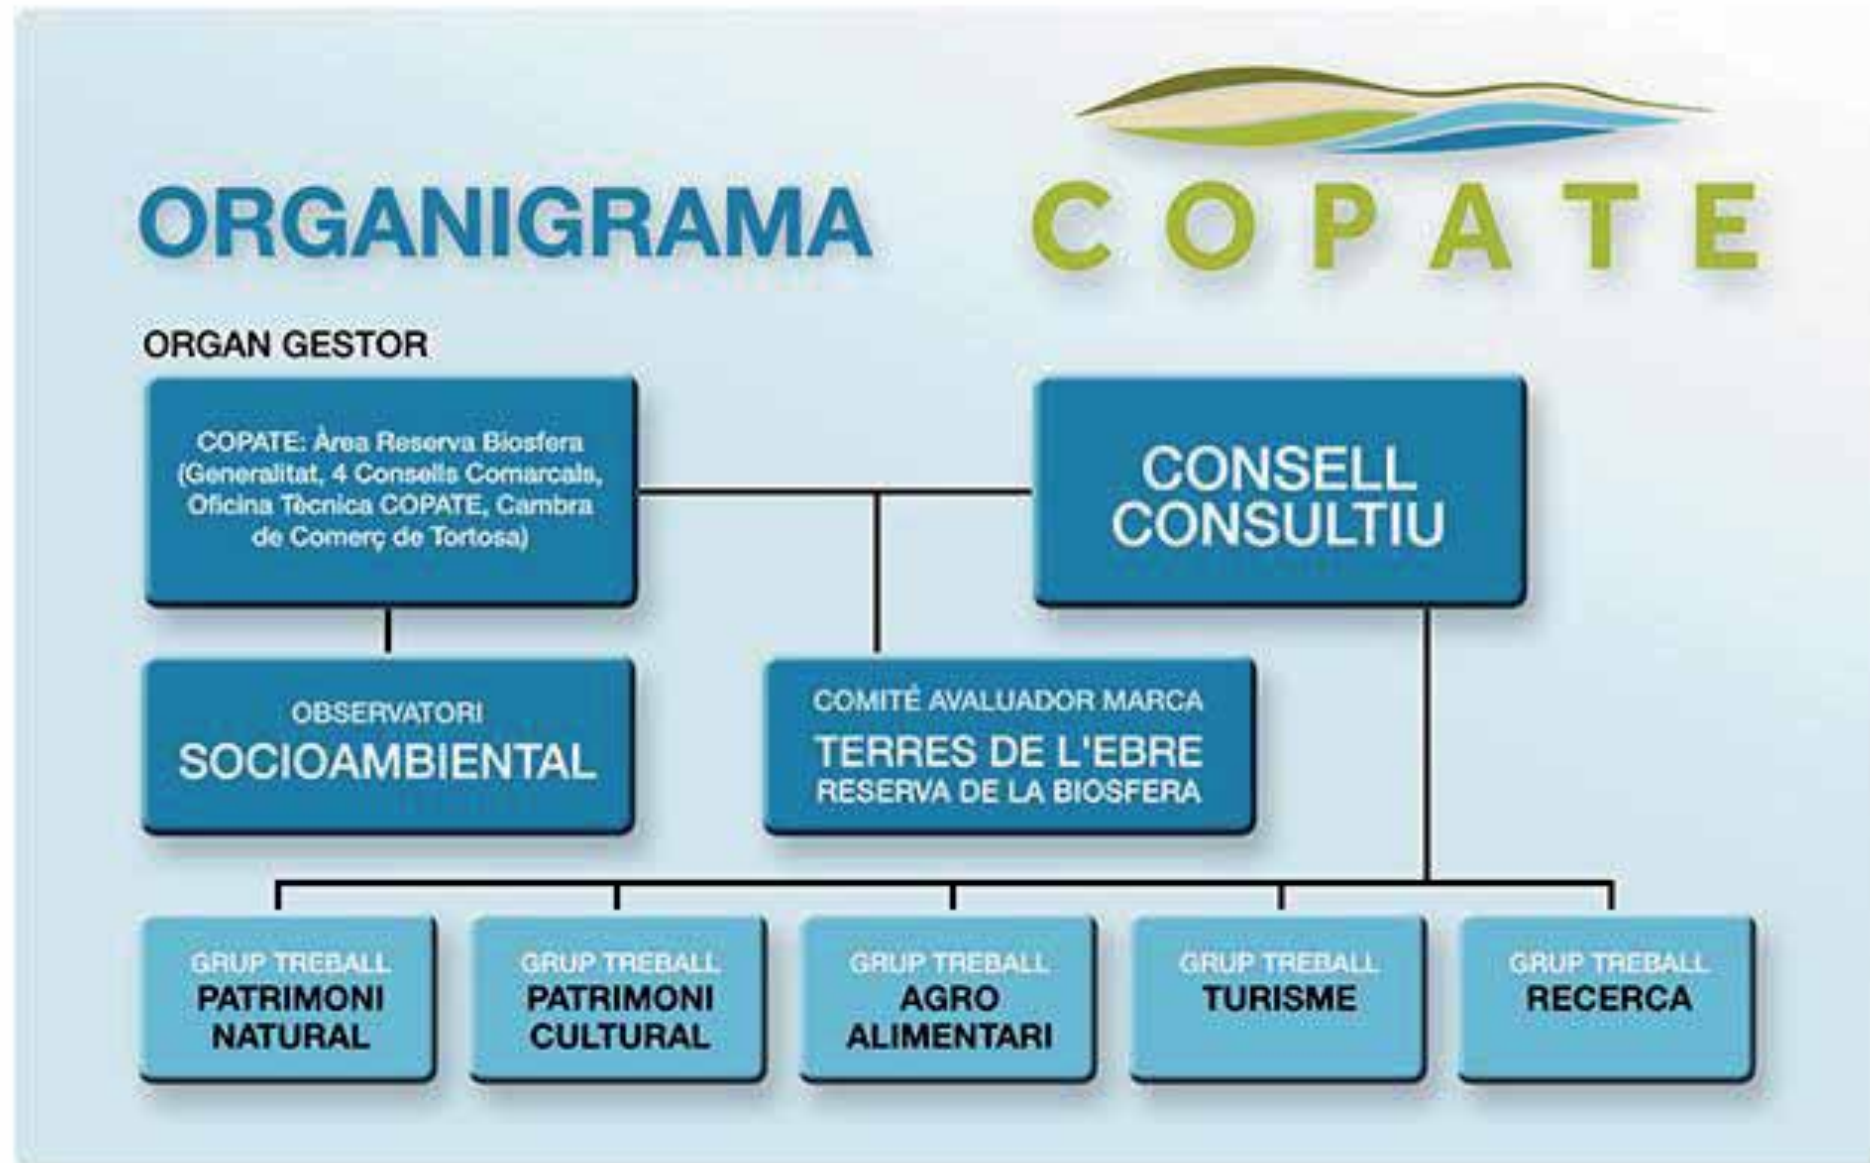 ORGANIGRAMA
COPATE
ORGAN GESTOR
COPATE: Àrea Reserva Biosfera
(Generalitat, 4 Consells Comarcals,
Oficina Tècnica COPATE, Cambra
de Comerç de Tortosa)
CONSELL
CONSULTIU
OBSERVATORI
SOCIOAMBIENTAL
COMITÉ AVALUADOR MARCA
TERRES DE L'EBRE
RESERVA DE LA BIOSFERA
GRUP TREBALL
PATRIMONI
NATURAL
GRUP TREBALL
PATRIMONI
CULTURAL
GRUP TREBALL
AGRO
ALIMENTARI
GRUP TREBALL
TURISME
GRUP TREBALL
RECERCA